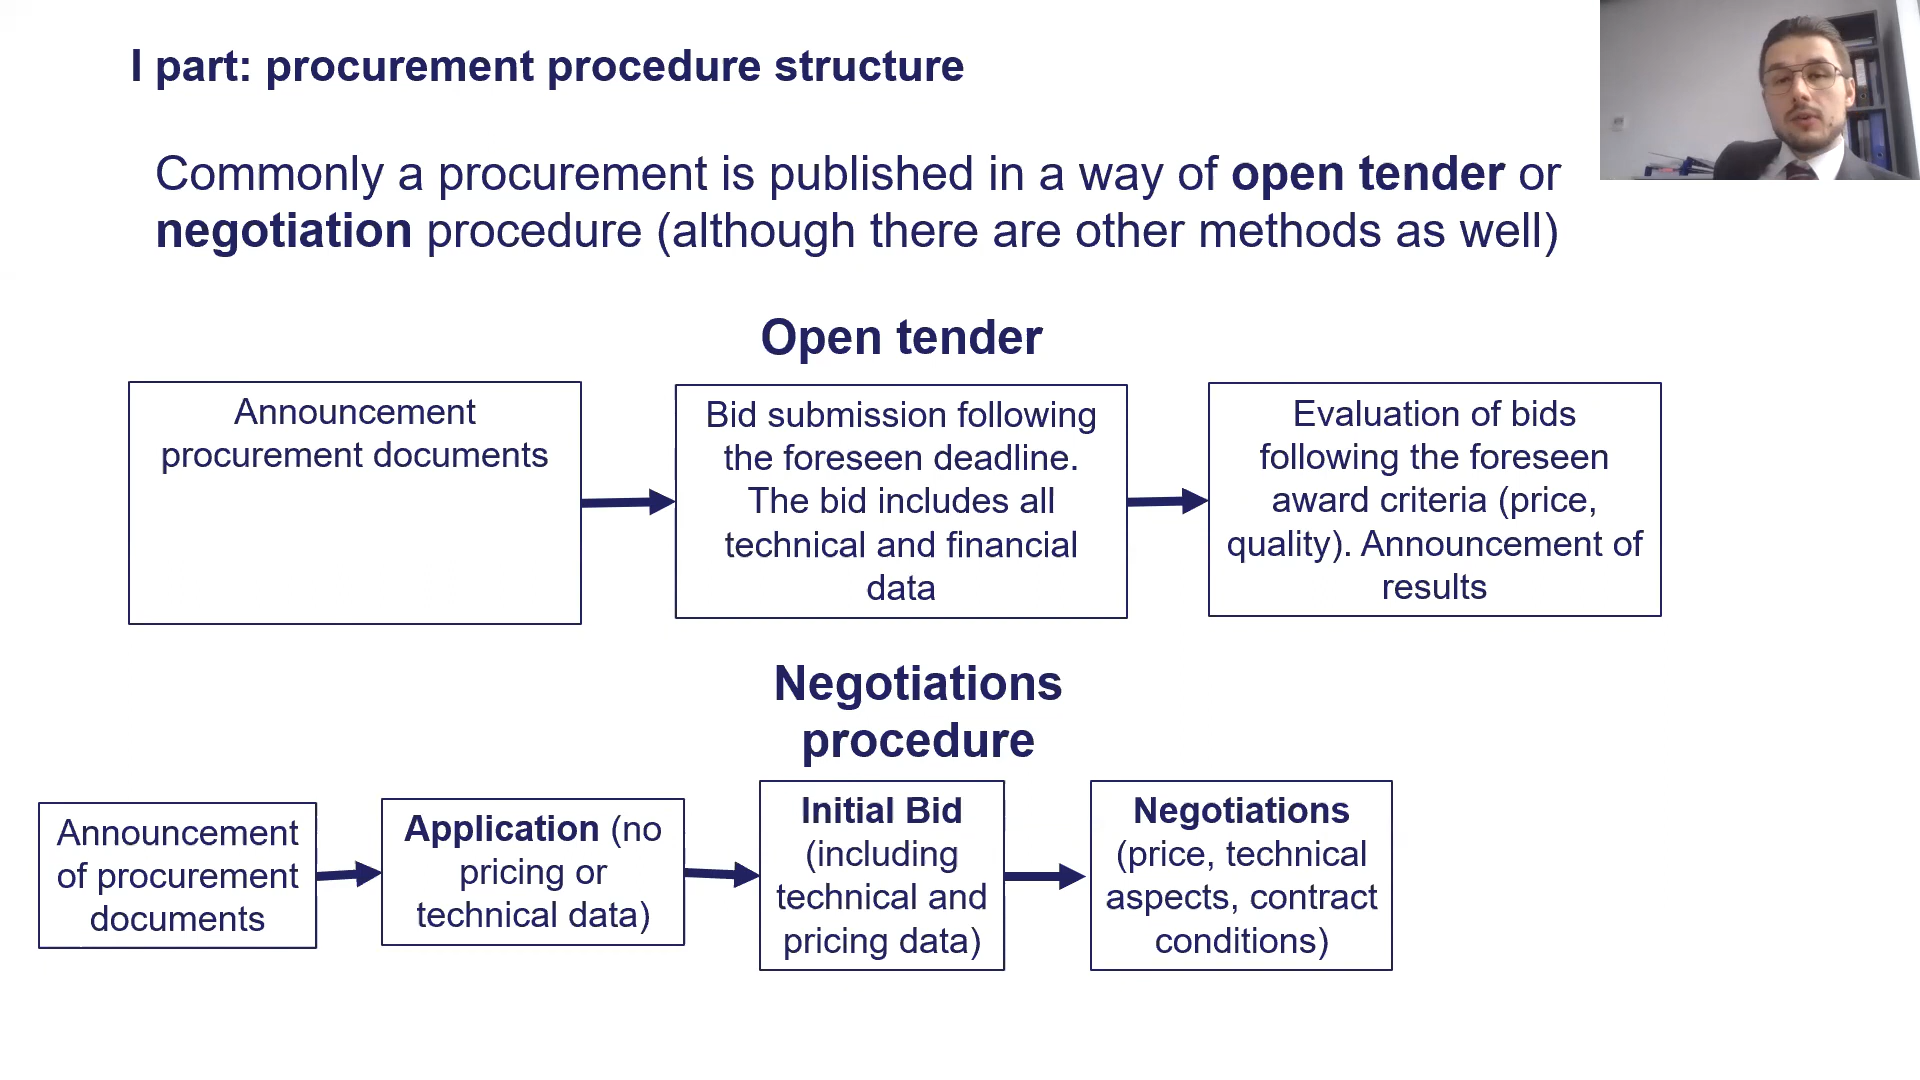 I part: procurement procedure structure
Commonly a procurement is published in a way of open tender or
negotiation procedure (although there are other methods as well)
Open tender
Announcement
procurement documents
Bid submission following
the foreseen deadline.
The bid includes all
technical and financial
data
Evaluation of bids
following the foreseen
award criteria (price,
quality). Announcement of
results
Negotiations
procedure
Announcement
of procurement
documents
Application (no
pricing or
technical data)
Initial Bid
(including
technical and
pricing data)
Negotiations
(price, technical
aspects, contract
conditions)